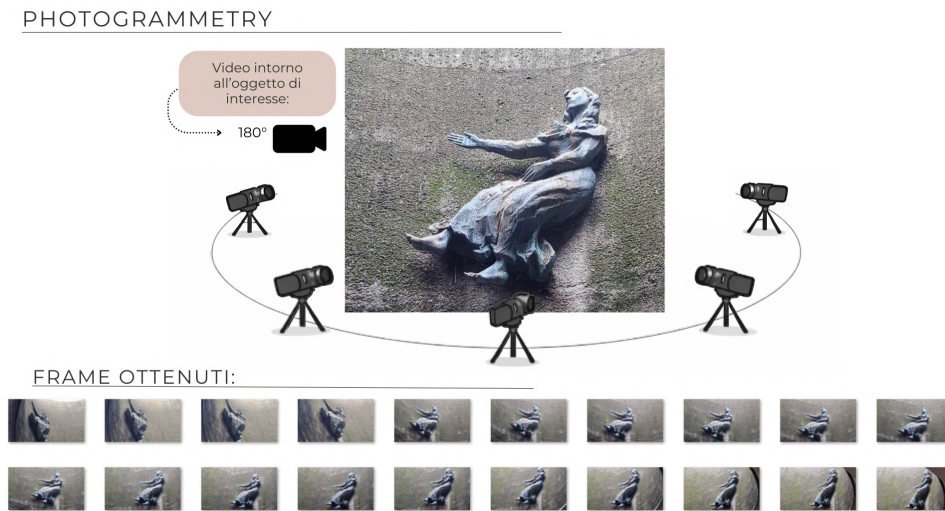 PHOTOGRAMMETRY
Video intorno
all'oggetto di
interesse:
180°
FRAME OTTENUTI: